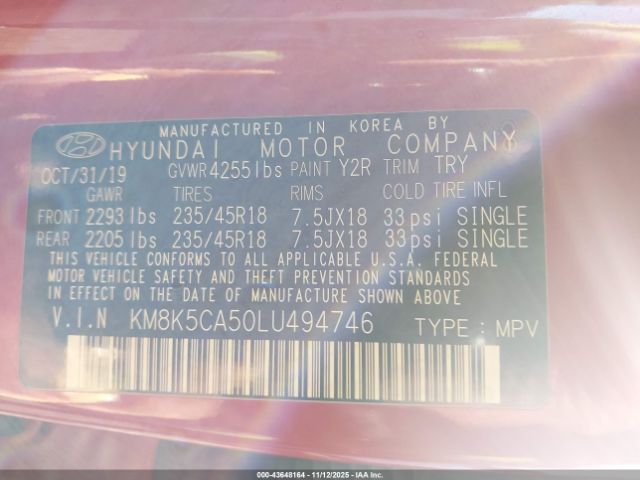 MANUFACTURED IN KOREA BY
HYUNDAI MOTOR COMPANY
OCT/31/19 GVWR 4255lbs PAINT Y2R TRIM TRY
GAWR TIRES RIMS COLD TIRE INFL
FRONT 2293lbs 235/45R18 7.5JX18 33psi SINGLE
REAR 2205lbs 235/45R18 7.5JX18 33psi SINGLE
THIS VEHICLE CONFORMS TO ALL APPLICABLE U.S.A. FEDERAL
MOTOR VEHICLE SAFETY AND THEFT PREVENTION STANDARDS
IN EFFECT ON THE DATE OF MANUFACTURE SHOWN ABOVE
V.I.N KM8K5CA50LU494746 TYPE : MPV
000-43648164 - 11/12/2025 - IAA Inc.